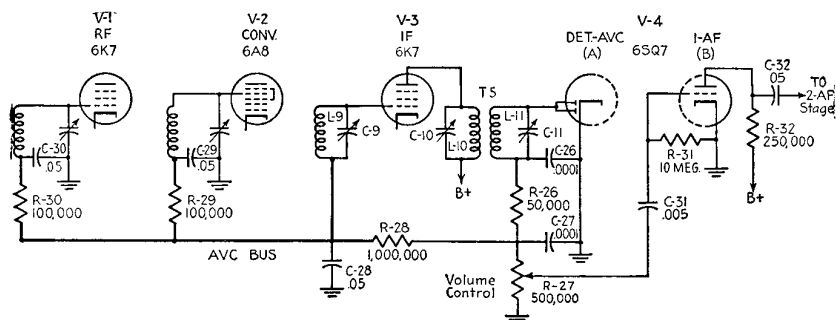 V-1
RF
6K7
V-2
CONV.
6A8
V-3
IF
6K7
V-4
DET.-AVC
(A)
6SQ7
1-AF
(B)
C-32
.05
TO
2-AF
Stage
T5
L-9
C-9
C-10
L-10
L-11
C-11
C-30
.05
C-29
.05
C-26
.0001
R-31
10 MEG.
R-32
250,000
B+
B+
R-30
100,000
R-29
100,000
R-26
50,000
C-27
.0001
C-31
.005
R-28
1,000,000
AVC BUS
C-28
.05
Volume
Control
R-27
500,000